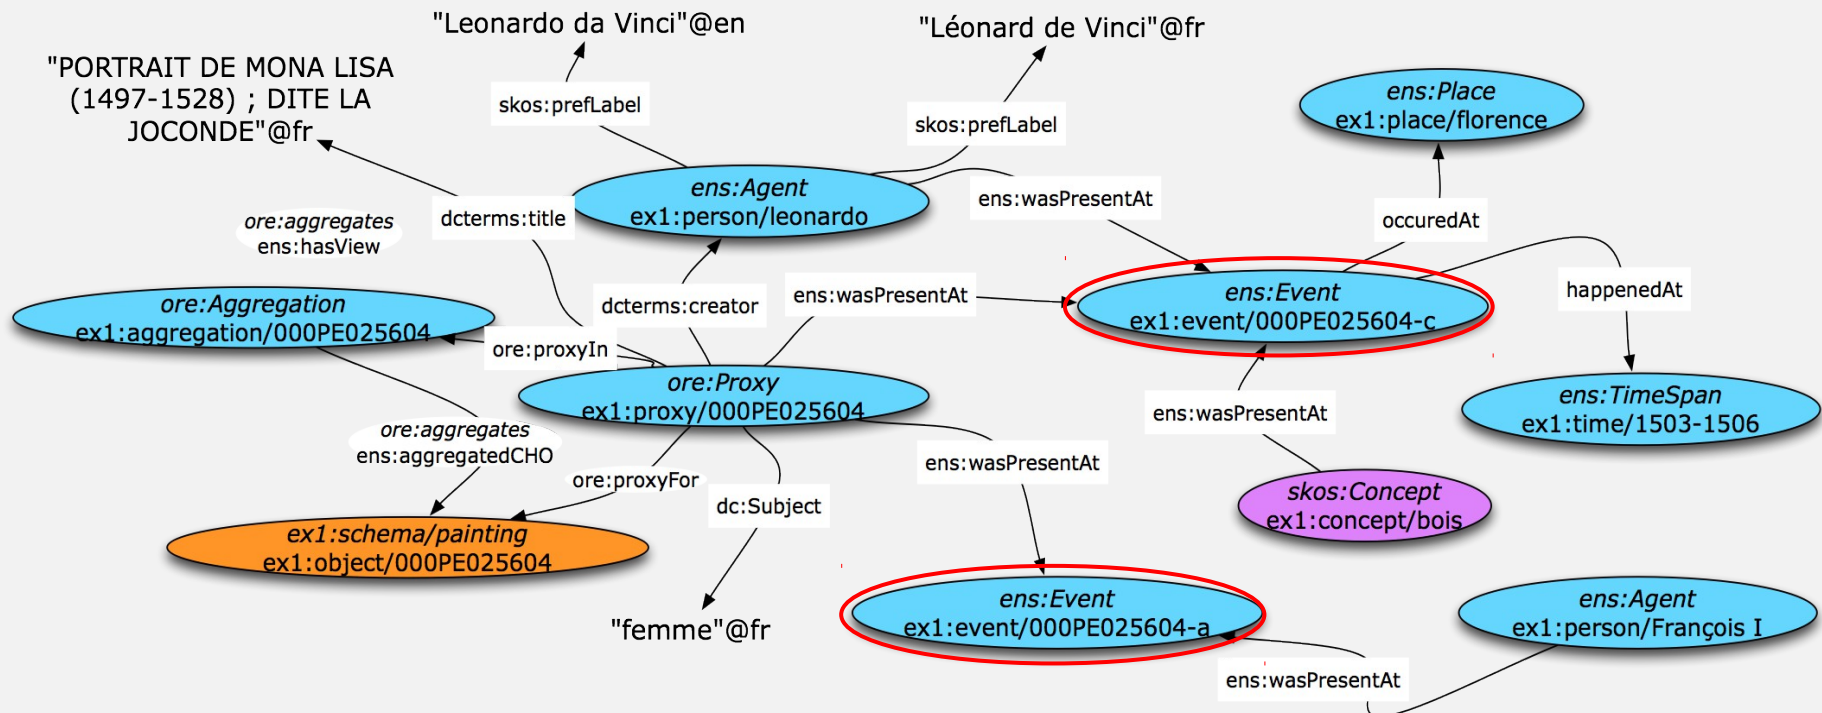 "Leonardo da Vinci"@en
"Léonard de Vinci"@fr
"PORTRAIT DE MONA LISA
(1497-1528) ; DITE LA
JOCONDE"@fr
skos:prefLabel
skos:prefLabel
ens:Place
ex1:place/florence
ens:Agent
ex1:person/leonardo
ens:wasPresentAt
occuredAt
dcterms:title
ore:aggregates
ens:hasView
ore:Aggregation
ex1:aggregation/000PE025604
dcterms:creator
ens:wasPresentAt
ens:Event
ex1:event/000PE025604-c
happenedAt
ore:proxyIn
ore:Proxy
ex1:proxy/000PE025604
ens:wasPresentAt
ens:TimeSpan
ex1:time/1503-1506
ore:aggregates
ens:aggregatedCHO
ore:proxyFor
dc:Subject
ens:wasPresentAt
skos:Concept
ex1:concept/bois
ex1:schema/painting
ex1:object/000PE025604
"femme"@fr
ens:Event
ex1:event/000PE025604-a
ens:Agent
ex1:person/François I
ens:wasPresentAt